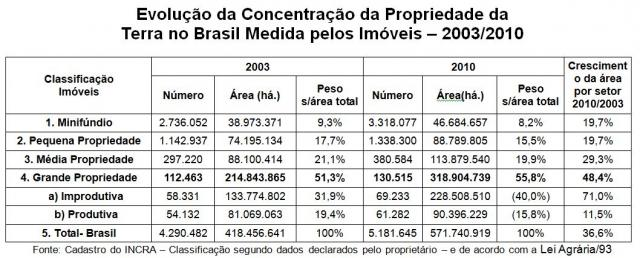 Evolução da Concentração da Propriedade da
Terra no Brasil Medida pelos Imóveis – 2003/2010
Classificação Imóveis 2003 2010 Cresciment o da área por setor 2010/2003
Número Área (há.) Peso s/área total Número Área(há.) Peso s/área total
1. Minifúndio 2.736.052 38.973.371 9,3% 3.318.077 46.684.657 8,2% 19,7%
2. Pequena Propriedade 1.142.937 74.195.134 17,7% 1.338.300 88.789.805 15,5% 19,7%
3. Média Propriedade 297.220 88.100.414 21,1% 380.584 113.879.540 19,9% 29,3%
4. Grande Propriedade 112.463 214.843.865 51,3% 130.515 318.904.739 55,8% 48,4%
a) Improdutiva 58.331 133.774.802 31,9% 69.233 228.508.510 (40,0%) 71,0%
b) Produtiva 54.132 81.069.063 19,4% 61.282 90.396.229 (15,8%) 11,5%
5. Total- Brasil 4.290.482 418.456.641 100% 5.181.645 571.740.919 100% 36,6%
Fonte: Cadastro do INCRA – Classificação segundo dados declarados pelo proprietário – e de acordo com a Lei Agrária/93